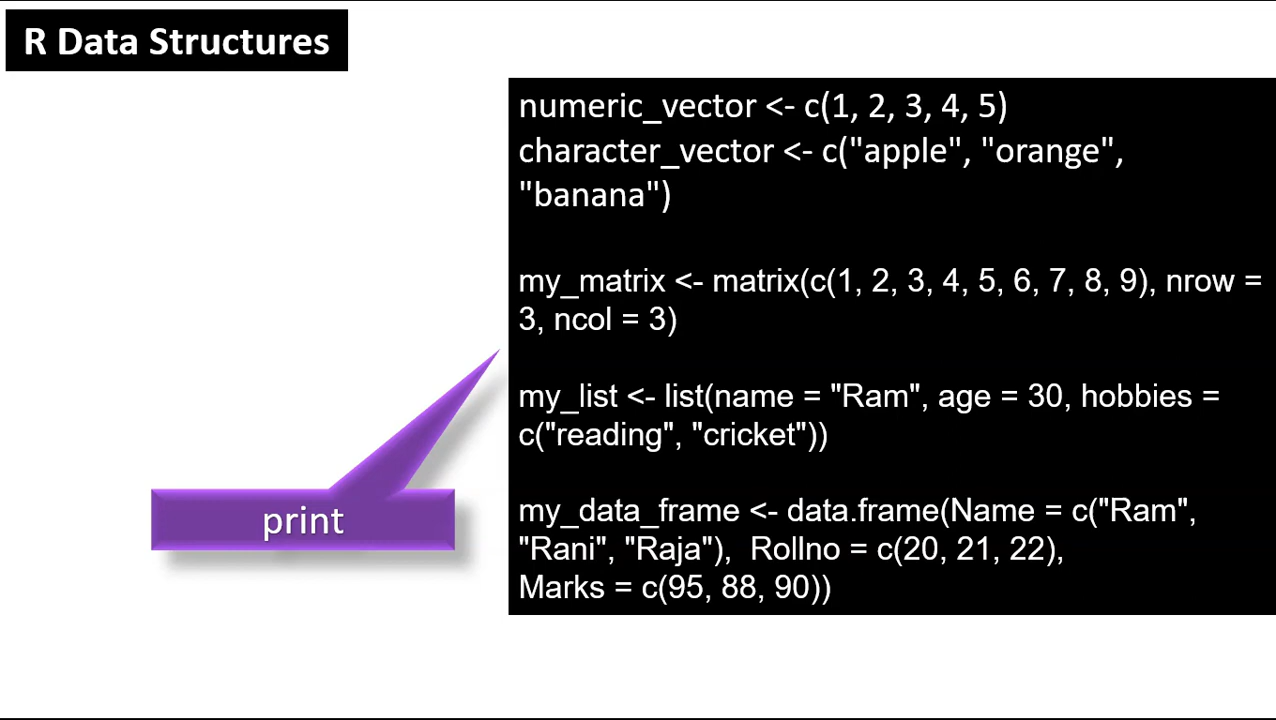 R Data Structures
numeric_vector <- c(1, 2, 3, 4, 5)
character_vector <- c("apple", "orange",
"banana")
my_matrix <- matrix(c(1, 2, 3, 4, 5, 6, 7, 8, 9), nrow =
3, ncol = 3)
my_list <- list(name = "Ram", age = 30, hobbies =
c("reading", "cricket"))
my_data_frame <- data.frame(Name = c("Ram",
"Rani", "Raja"),  Rollno = c(20, 21, 22),
Marks = c(95, 88, 90))
print